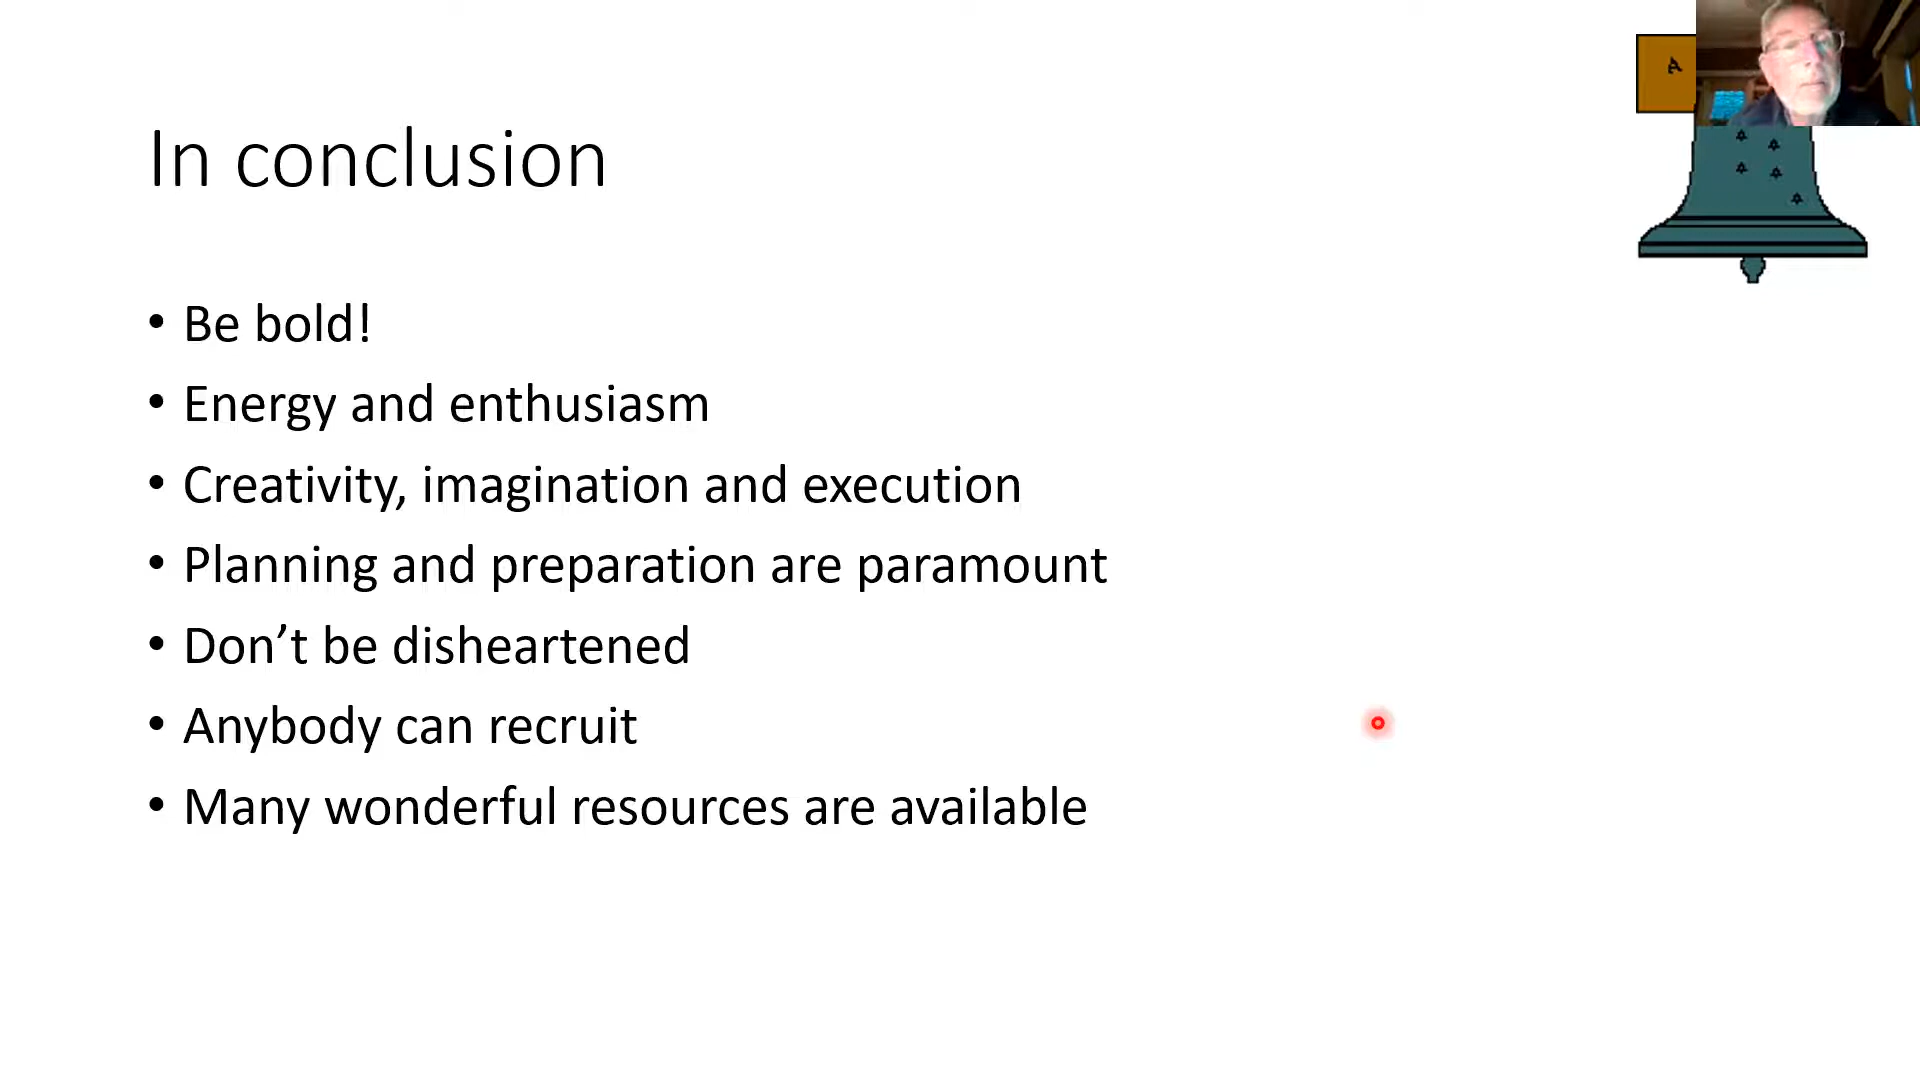 In conclusion
• Be bold!
• Energy and enthusiasm
• Creativity, imagination and execution
• Planning and preparation are paramount
• Don’t be disheartened
• Anybody can recruit
• Many wonderful resources are available
A